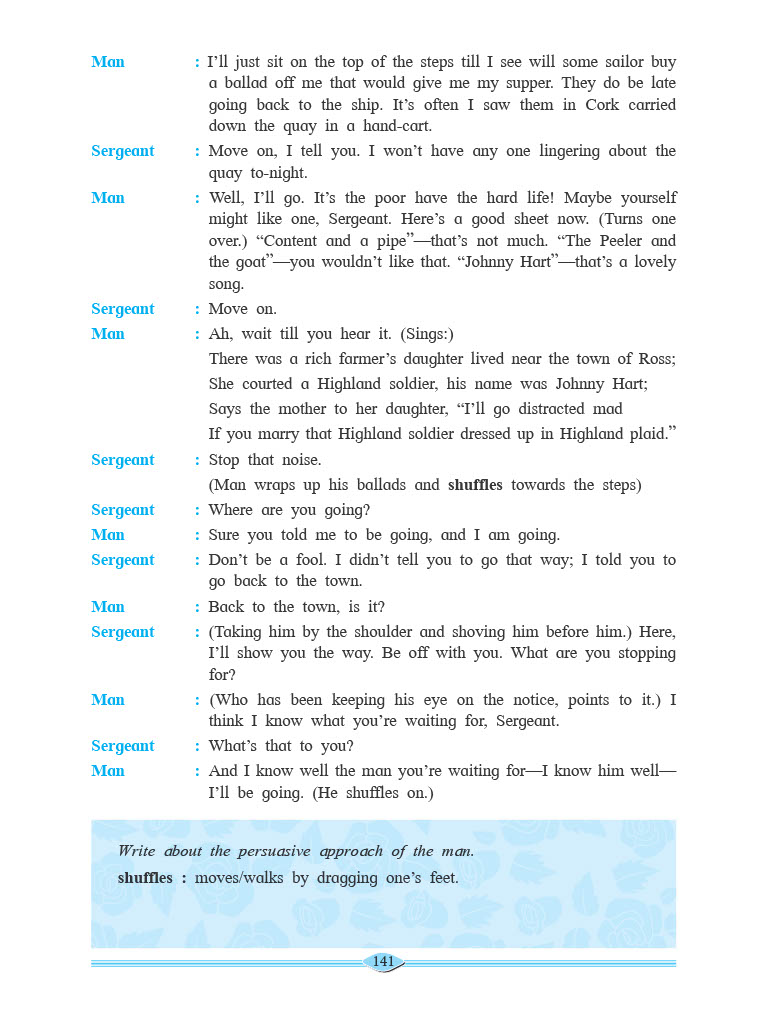 Man : I’ll just sit on the top of the steps till I see will some sailor buy
a ballad off me that would give me my supper. They do be late
going back to the ship. It’s often I saw them in Cork carried
down the quay in a hand-cart.
Sergeant : Move on, I tell you. I won’t have any one lingering about the
quay to-night.
Man : Well, I’ll go. It’s the poor have the hard life! Maybe yourself
might like one, Sergeant. Here’s a good sheet now. (Turns one
over.) “Content and a pipe”—that’s not much. “The Peeler and
the goat”—you wouldn’t like that. “Johnny Hart”—that’s a lovely
song.
Sergeant : Move on.
Man : Ah, wait till you hear it. (Sings:)
There was a rich farmer’s daughter lived near the town of Ross;
She courted a Highland soldier, his name was Johnny Hart;
Says the mother to her daughter, “I’ll go distracted mad
If you marry that Highland soldier dressed up in Highland plaid.”
Sergeant : Stop that noise.
(Man wraps up his ballads and shuffles towards the steps)
Sergeant : Where are you going?
Man : Sure you told me to be going, and I am going.
Sergeant : Don’t be a fool. I didn’t tell you to go that way; I told you to
go back to the town.
Man : Back to the town, is it?
Sergeant : (Taking him by the shoulder and shoving him before him.) Here,
I’ll show you the way. Be off with you. What are you stopping
for?
Man : (Who has been keeping his eye on the notice, points to it.) I
think I know what you’re waiting for, Sergeant.
Sergeant : What’s that to you?
Man : And I know well the man you’re waiting for—I know him well—
I’ll be going. (He shuffles on.)
Write about the persuasive approach of the man.
shuffles : moves/walks by dragging one’s feet.
141